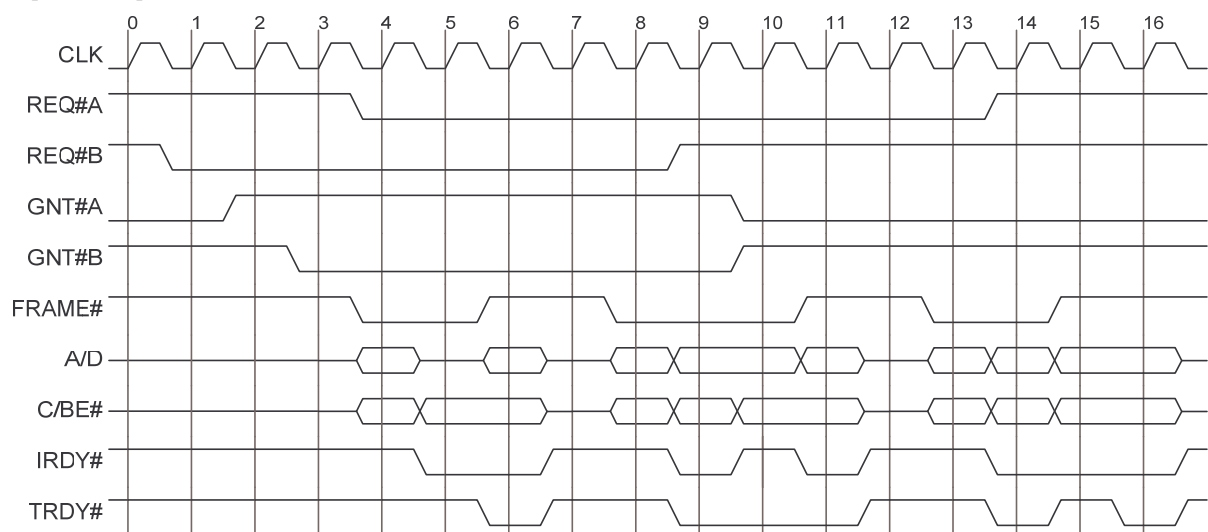 0 1 2 3 4 5 6 7 8 9 10 11 12 13 14 15 16
CLK
REQ#A
REQ#B
GNT#A
GNT#B
FRAME#
A/D
C/BE#
IRDY#
TRDY#